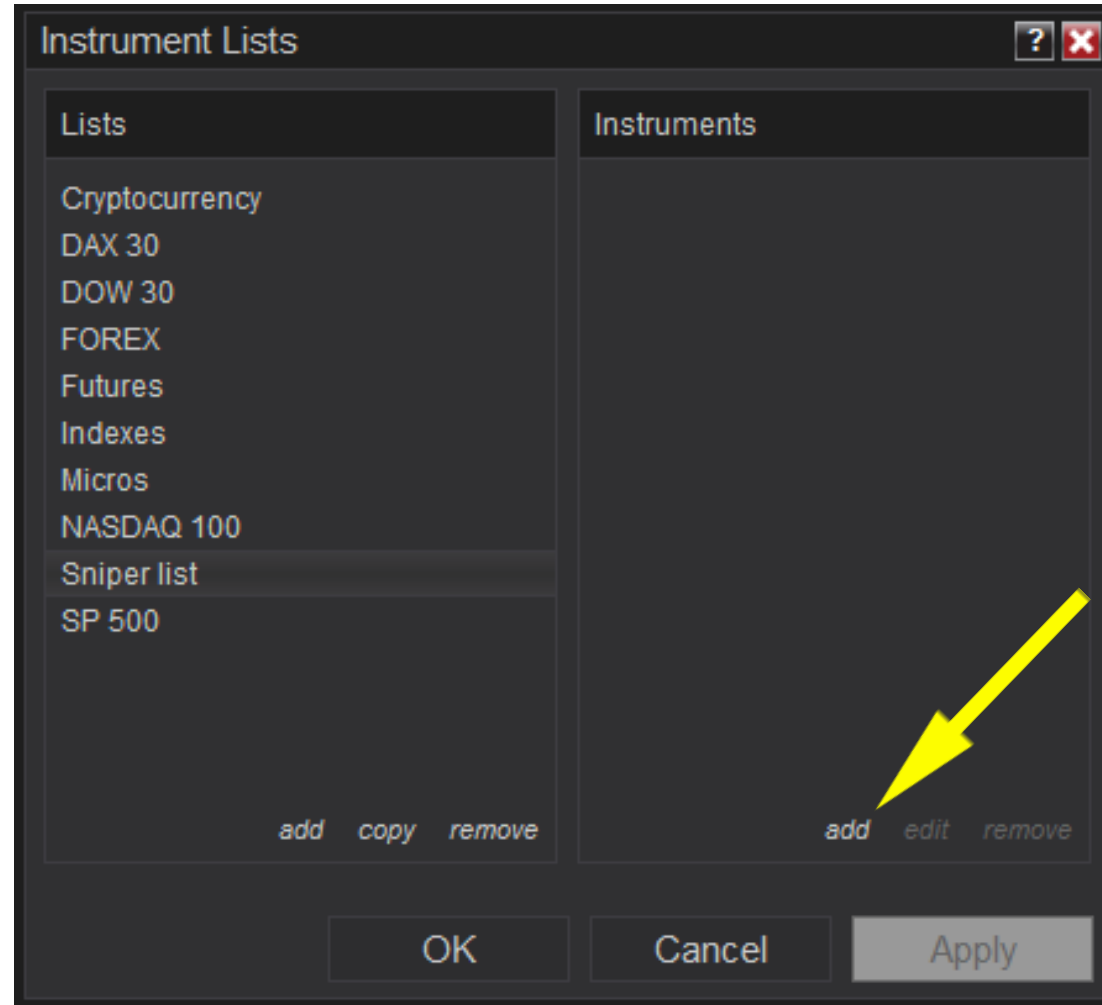 Instrument Lists ?
Lists
Cryptocurrency
DAX 30
DOW 30
FOREX
Futures
Indexes
Micros
NASDAQ 100
Sniper list
SP 500
add copy remove
Instruments
add edit remove
OK Cancel Apply